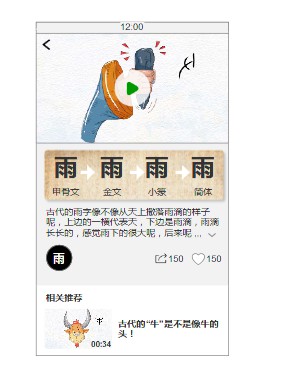 12:00
雨 雨 雨 雨
甲骨文 金文 小篆 简体
古代的雨字像不像从天上撒落雨滴的样子
呢，上边的一横代表天，下边是雨滴，雨滴
长长的，感觉雨下的很大呢，后来呢 ...
雨
150 150
相关推荐
古代的“牛”是不是像牛的
头！
00:34